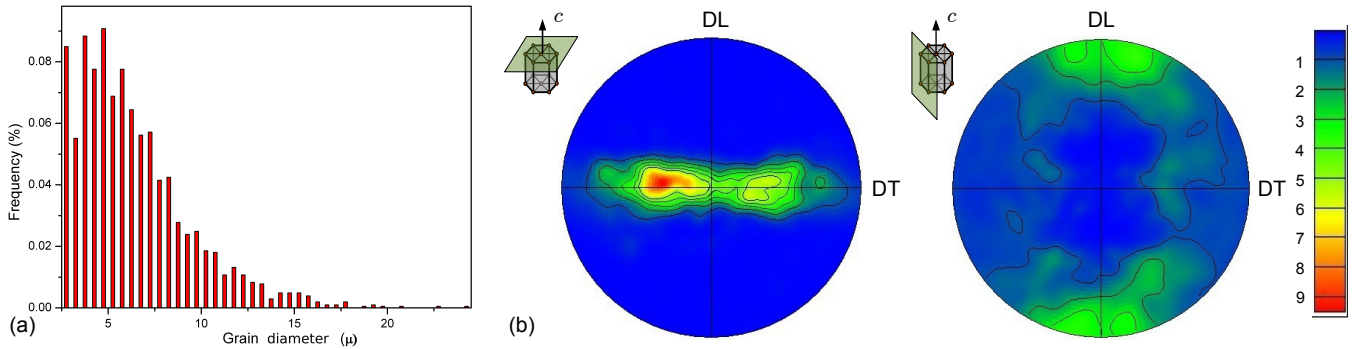 Frequency (%)
0.08
0.06
0.04
0.02
0.00
5
10
15
20
Grain diameter (μ)
(a)
c
DL
DT
(b)
c
DL
DT
1
2
3
4
5
6
7
8
9